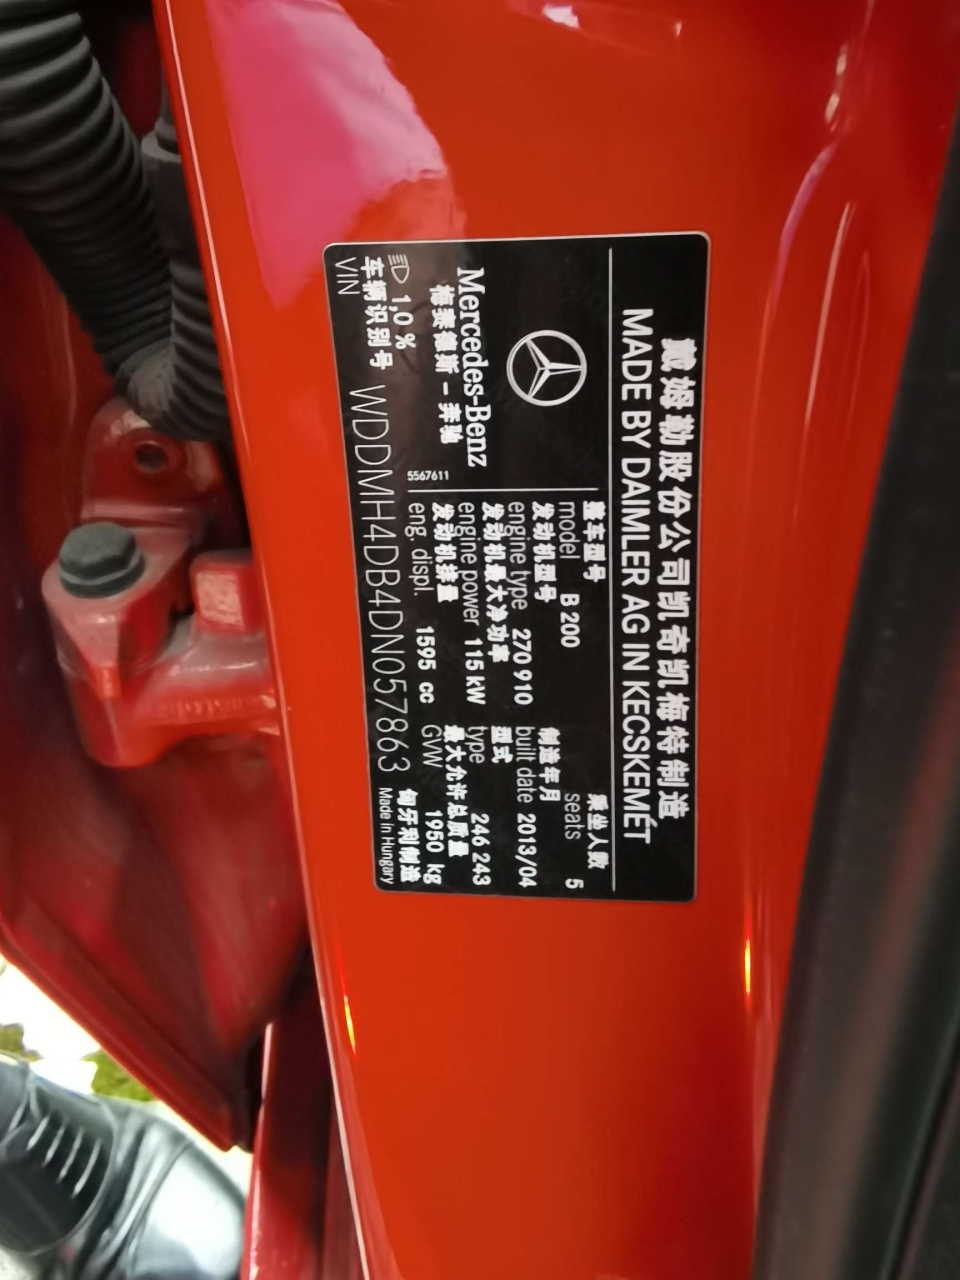 戴姆勒股份公司凯奇凯梅特制造
MADE BY DAIMLER AG IN KECSKEMÉT
Mercedes-Benz
梅赛德斯-奔驰
5567611
整车型号
model B 200
乘坐人数
seats 5
发动机型号
engine type 270 910
制造年月
built date 2013/04
发动机最大净功率
engine power 115 kW
型式
type 246 243
发动机排量
eng. displ. 1595 cc
最大允许总质量
GVW 1950 kg
1,0 %
车辆识别号
VIN WDDMH4DB4DN057863
匈牙利制造
Made in Hungary